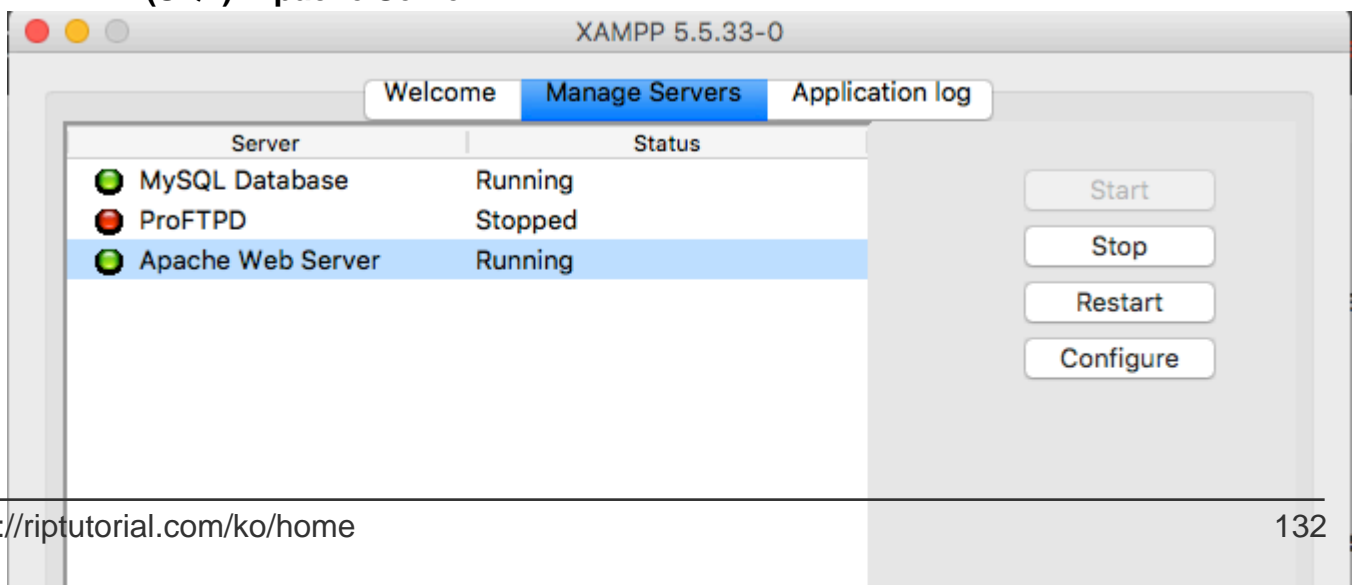 XAMPP 5.5.33-0
Welcome Manage Servers Application log
Server Status
MySQL Database Running
ProFTPD Stopped
Apache Web Server Running
Start
Stop
Restart
Configure
://riptutorial.com/ko/home 132